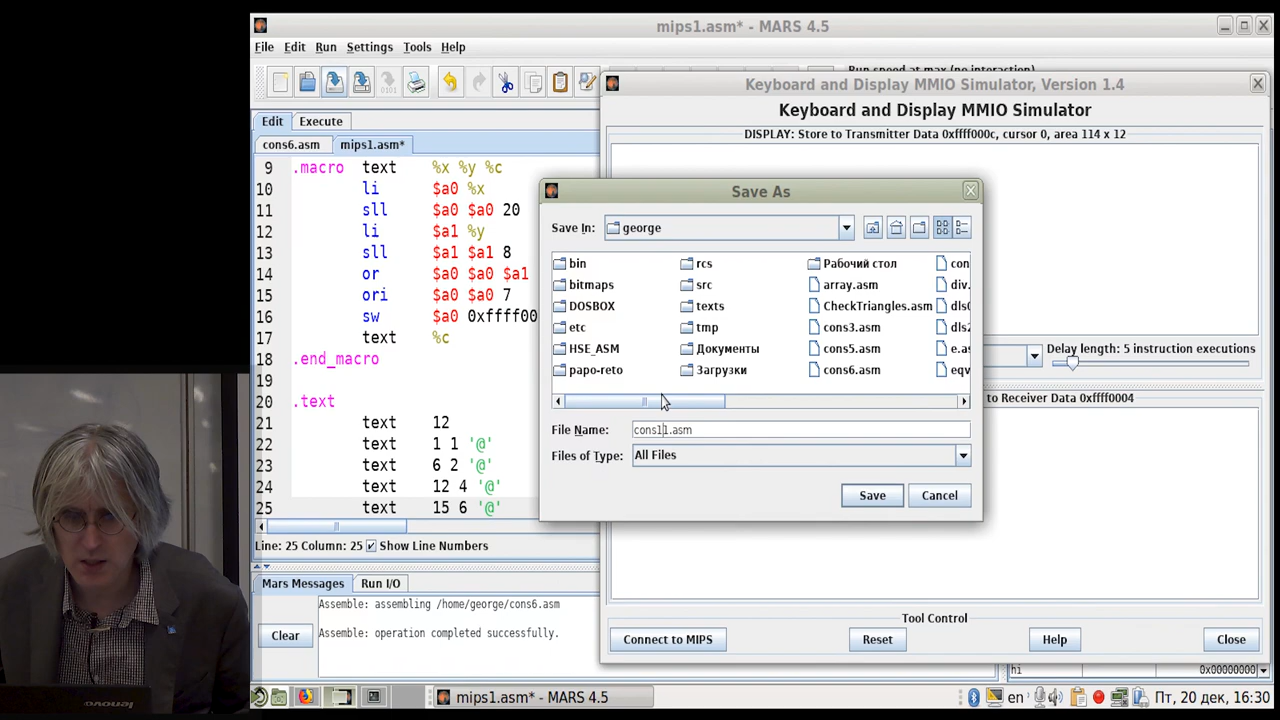 mips1.asm* - MARS 4.5
File Edit Run Settings Tools Help
Run speed at max (no interaction)
Keyboard and Display MMIO Simulator, Version 1.4
Keyboard and Display MMIO Simulator
DISPLAY: Store to Transmitter Data 0xffff000c, cursor 0, area 114 x 12
Edit Execute
cons6.asm mips1.asm*
9 .macro text %x %y %c
10 li $a0 %x
11 sll $a0 $a0 20
12 li $a1 %y
13 sll $a1 $a1 8
14 or $a0 $a0 $a1
15 ori $a0 $a0 7
16 sw $a0 0xffff00
17 text %c
18 .end_macro
19
20 .text
21 text 12
22 text 1 1 '@'
23 text 6 2 '@'
24 text 12 4 '@'
25 text 15 6 '@'
Line: 25 Column: 25 Show Line Numbers
Save As
Save In: george
bin rcs Рабочий стол con
bitmaps src array.asm div.
DOSBOX texts CheckTriangles.asm dls0
etc tmp cons3.asm dls2
HSE_ASM Документы cons5.asm e.as
papo-reto Загрузки cons6.asm eqv
File Name: cons11.asm
Files of Type: All Files
Save Cancel
Delay length: 5 instruction executions
to Receiver Data 0xffff0004
Mars Messages Run I/O
Assemble: assembling /home/george/cons6.asm
Assemble: operation completed successfully.
Clear
Tool Control
Connect to MIPS Reset Help Close
hi 0x00000000
mips1.asm* - MARS 4.5
en Пт, 20 дек, 16:30
lenovo